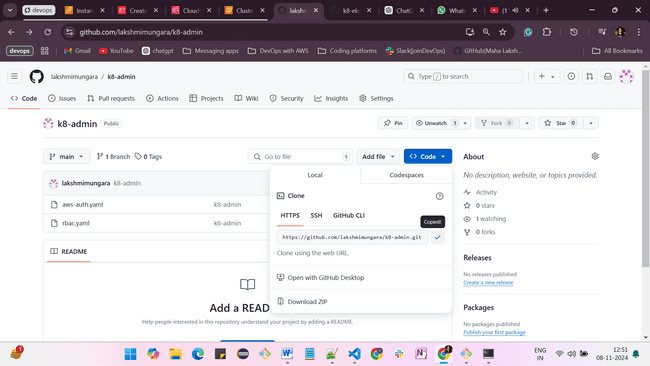 devops
Instan
Create
Cloud
Cluste
lakshm
k8-eks
ChatG
Whats
github.com/lakshmimungara/k8-admin
devops
Gmail
YouTube
chatgpt
Messaging apps
DevOps with AWS
Coding platforms
Slack(JoinDevOps)
GitHub(Maha Laksh...
All Bookmarks
lakshmimungara / k8-admin
Type / to search
Code
Issues
Pull requests
Actions
Projects
Wiki
Security
Insights
Settings
k8-admin
Public
Pin
Unwatch 1
Fork 0
Star 0
main
1 Branch
0 Tags
Go to file
t
Add file
Code
About
No description, website, or topics provided.
Activity
0 stars
1 watching
0 forks
Releases
No releases published
Create a new release
Packages
No packages published
Publish your first package
lakshmimungara k8-admin
aws-auth.yaml k8-admin
rbac.yaml k8-admin
README
Add a READ
Help people interested in this repository understand your project by adding a README.
Local
Codespaces
Clone
HTTPS
SSH
GitHub CLI
Copied!
https://github.com/lakshmimungara/k8-admin.git
Clone using the web URL.
Open with GitHub Desktop
Download ZIP
ENG
IN
12:51
08-11-2024